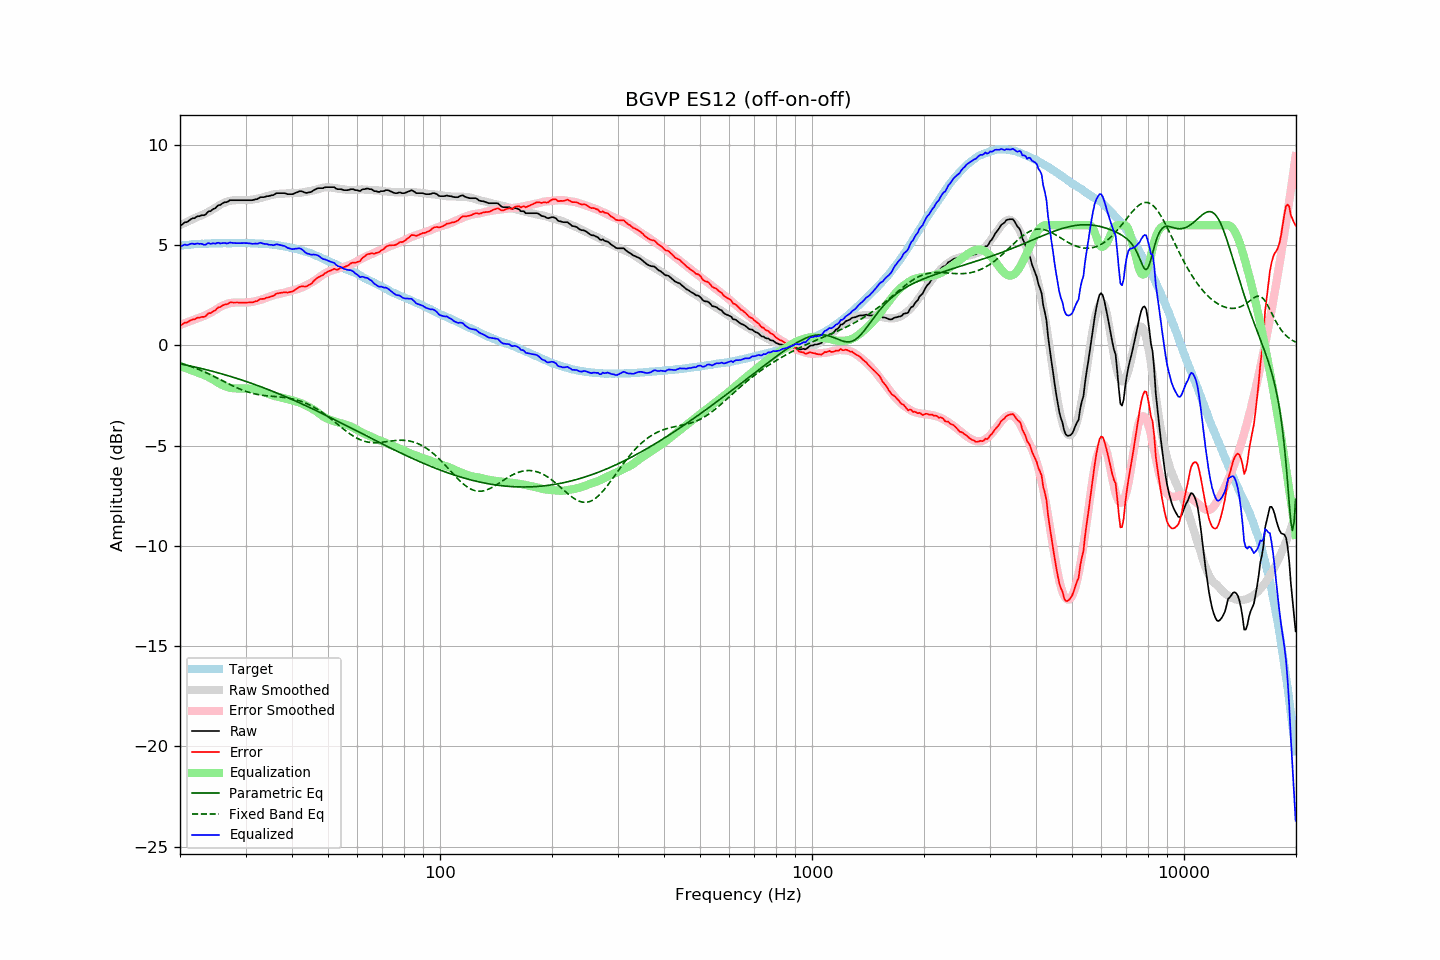 BGVP ES12 (off-on-off)
10
5
0
−5
−10
−15
−20
−25
Amplitude (dBr)
Target
Raw Smoothed
Error Smoothed
Raw
Error
Equalization
Parametric Eq
Fixed Band Eq
Equalized
100
1000
10000
Frequency (Hz)